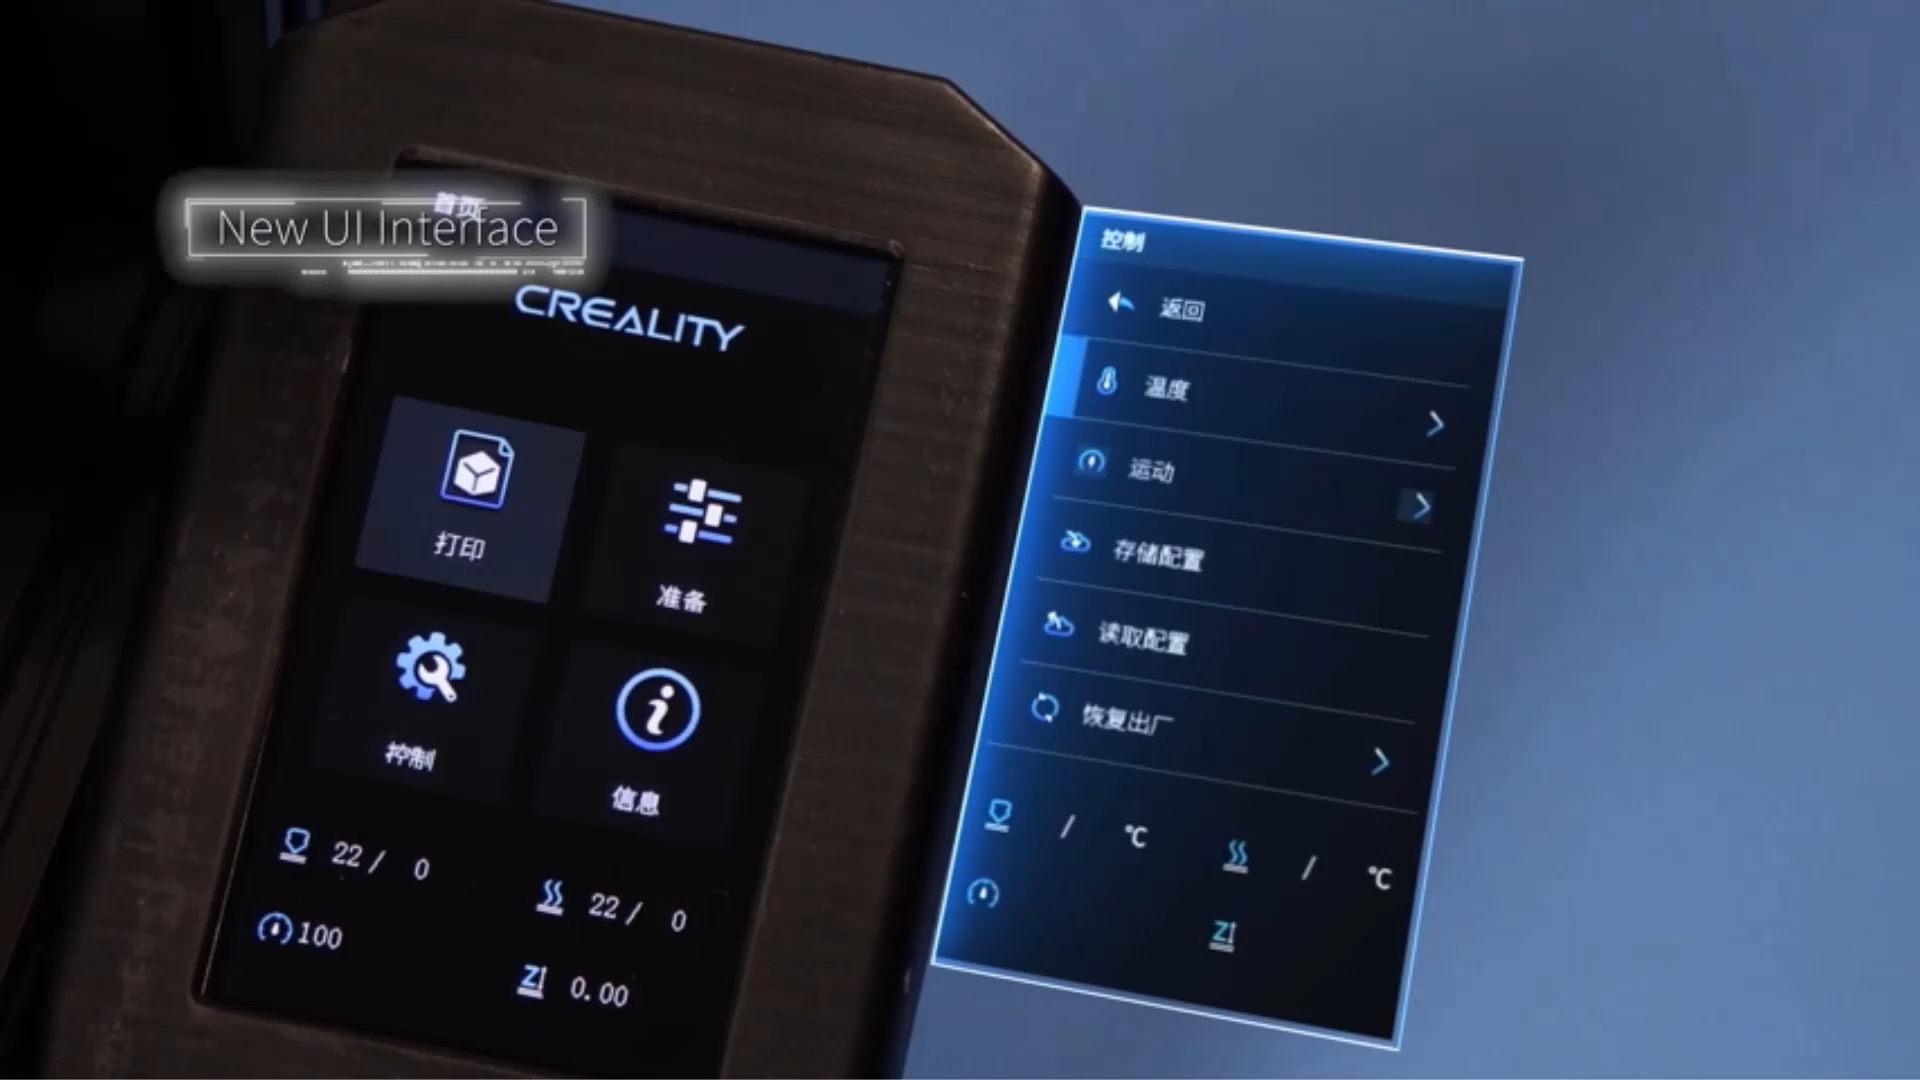 首页
New UI Interface
CREALITY
打印
准备
控制
信息
22 / 0
22 / 0
100
0.00
控制
返回
温度
运动
存储配置
读取配置
恢复出厂
/ ℃
/ ℃
Z